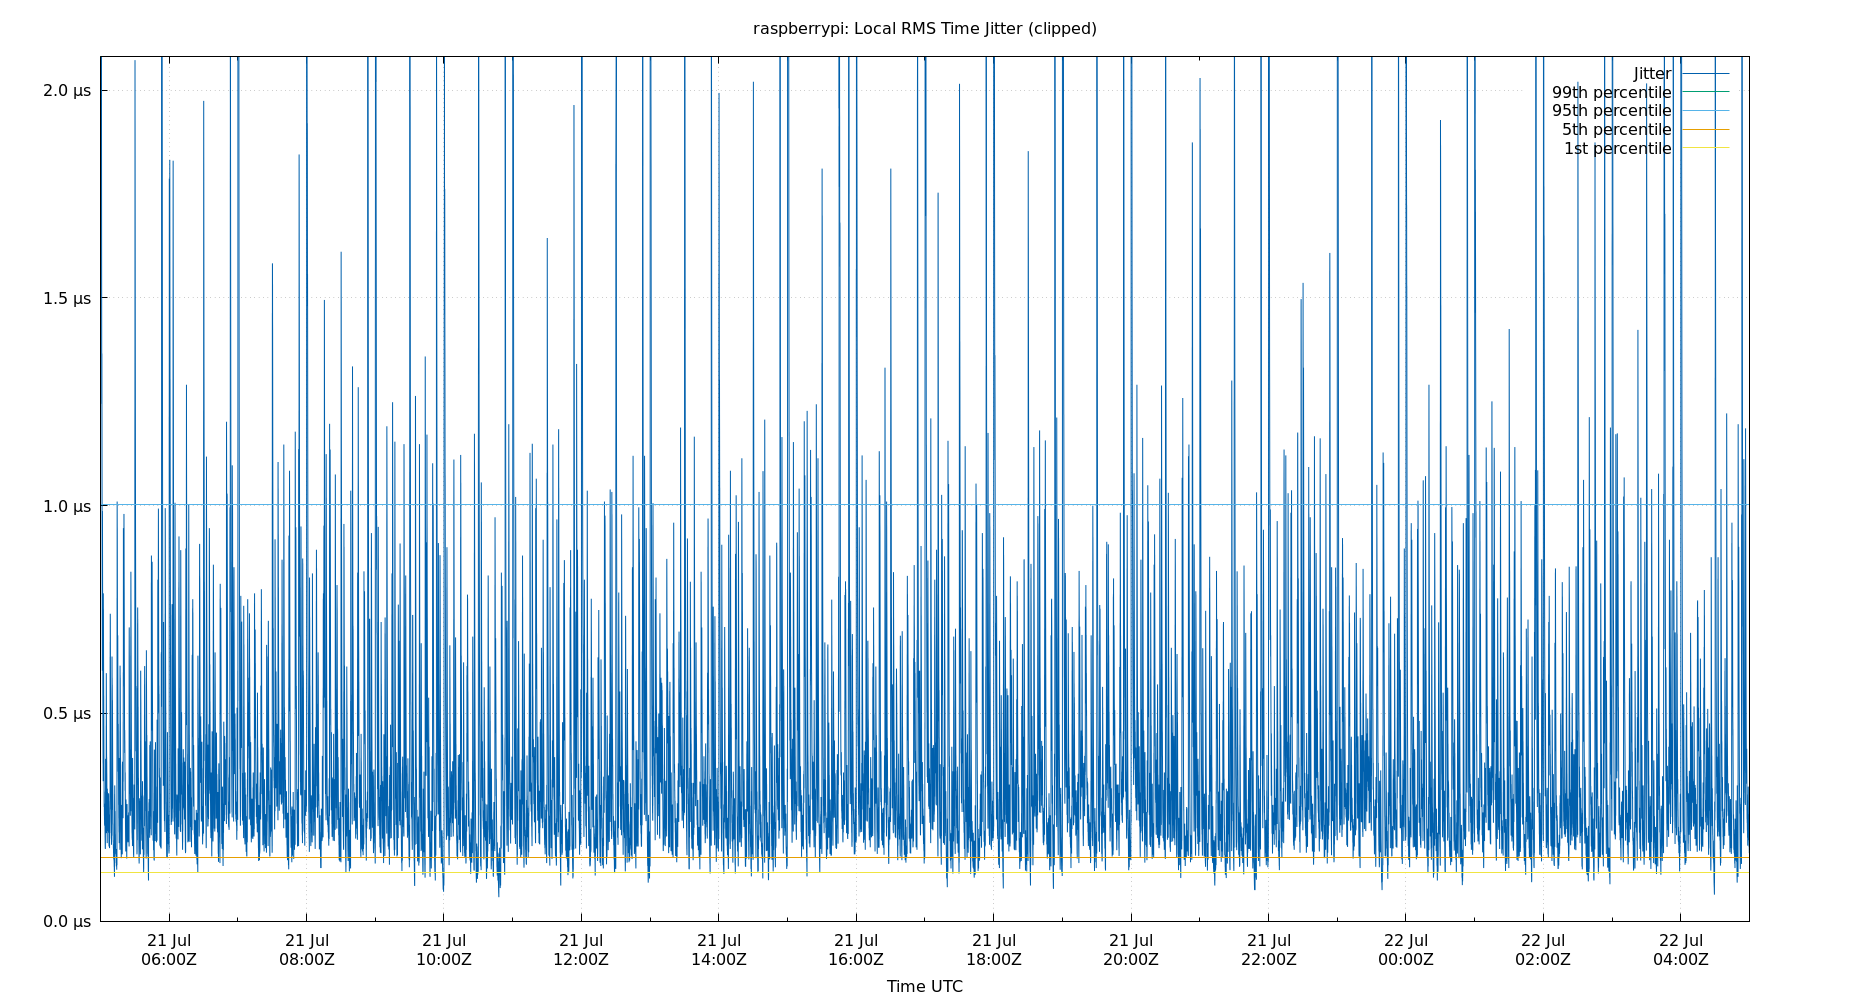 raspberrypi: Local RMS Time Jitter (clipped)
Jitter
99th percentile
95th percentile
5th percentile
1st percentile
2.0 µs
1.5 µs
1.0 µs
0.5 µs
0.0 µs
21 Jul 21 Jul 21 Jul 21 Jul 21 Jul 21 Jul 21 Jul 21 Jul 21 Jul 22 Jul 22 Jul 22 Jul
06:00Z 08:00Z 10:00Z 12:00Z 14:00Z 16:00Z 18:00Z 20:00Z 22:00Z 00:00Z 02:00Z 04:00Z
Time UTC